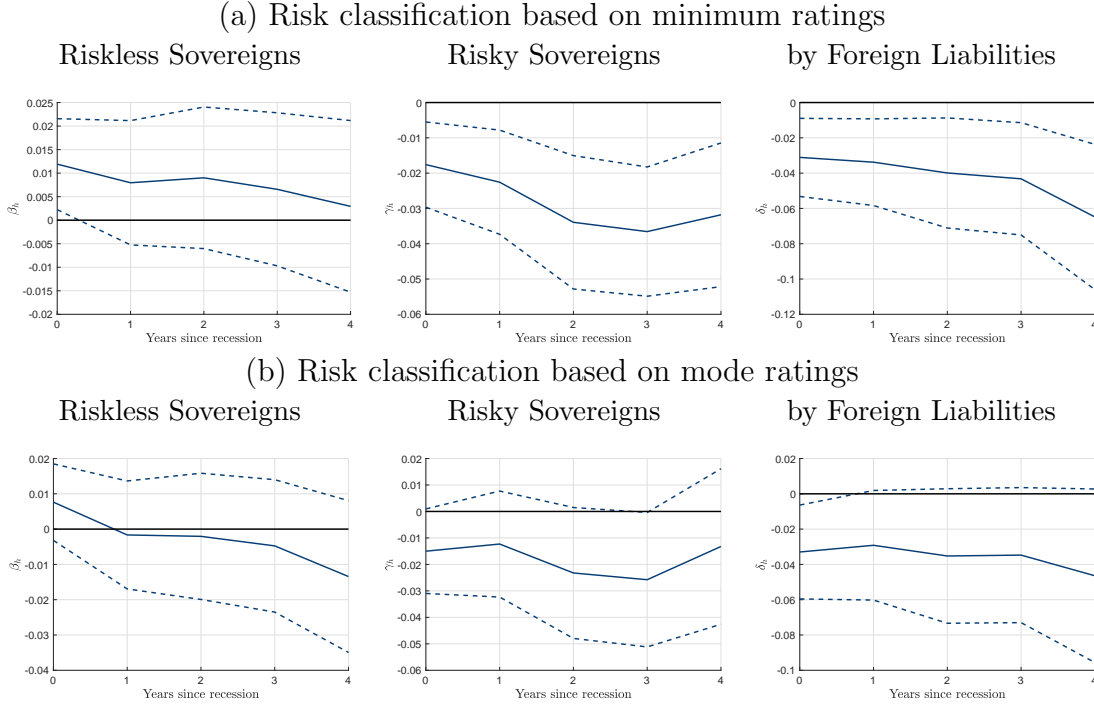 (a) Risk classification based on minimum ratings
Riskless Sovereigns
Risky Sovereigns
by Foreign Liabilities
0.025
0.02
0.015
0.01
0.005
0
-0.005
-0.01
-0.015
-0.02
β_h
0 1 2 3 4
Years since recession
0
-0.01
-0.02
-0.03
-0.04
-0.05
-0.06
γ_h
0 1 2 3 4
Years since recession
0
-0.02
-0.04
-0.06
-0.08
-0.1
-0.12
δ_h
0 1 2 3 4
Years since recession
(b) Risk classification based on mode ratings
Riskless Sovereigns
Risky Sovereigns
by Foreign Liabilities
0.02
0.01
0
-0.01
-0.02
-0.03
-0.04
β_h
0 1 2 3 4
Years since recession
0.02
0.01
0
-0.01
-0.02
-0.03
-0.04
-0.05
-0.06
γ_h
0 1 2 3 4
Years since recession
0.02
0
-0.02
-0.04
-0.06
-0.08
-0.1
δ_h
0 1 2 3 4
Years since recession